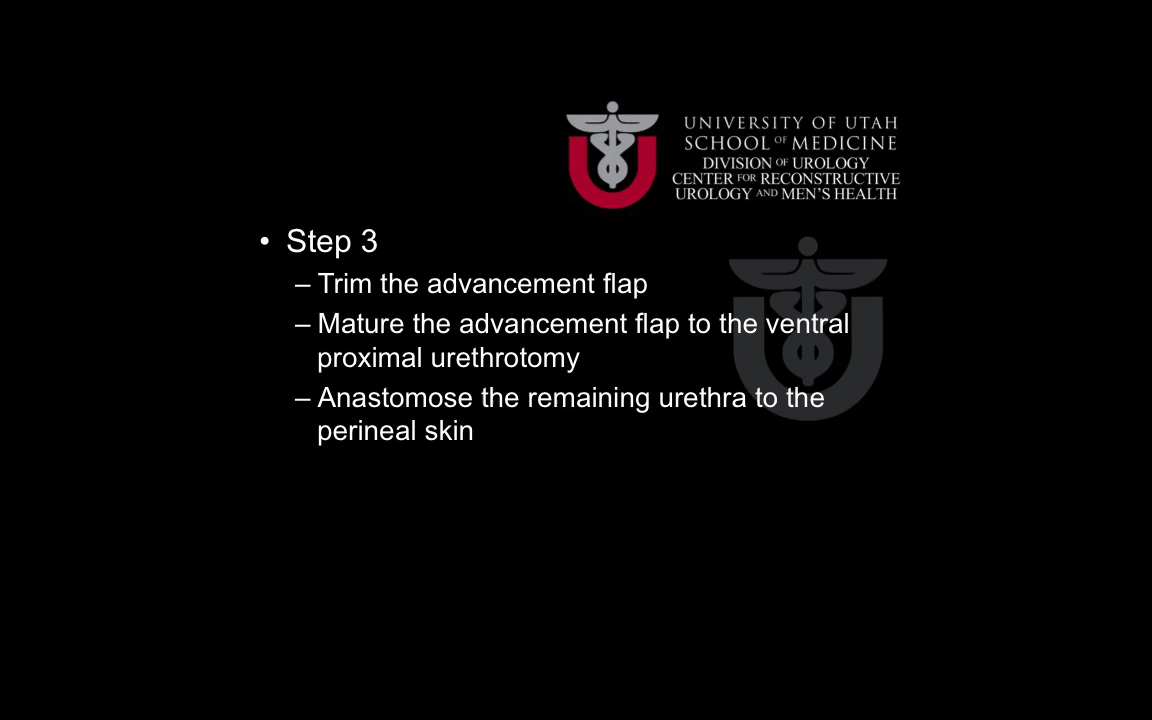 UNIVERSITY OF UTAH
SCHOOL OF MEDICINE
DIVISION OF UROLOGY
CENTER FOR RECONSTRUCTIVE
UROLOGY AND MEN'S HEALTH
• Step 3
– Trim the advancement flap
– Mature the advancement flap to the ventral
proximal urethrotomy
– Anastomose the remaining urethra to the
perineal skin